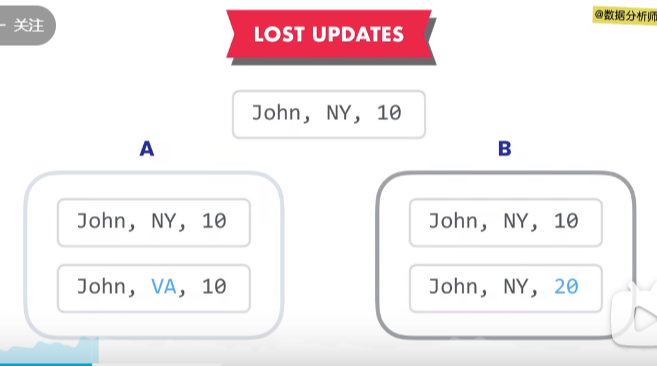 关注
LOST UPDATES
@数据分析师
John, NY, 10
A
B
John, NY, 10
John, NY, 10
John, VA, 10
John, NY, 20